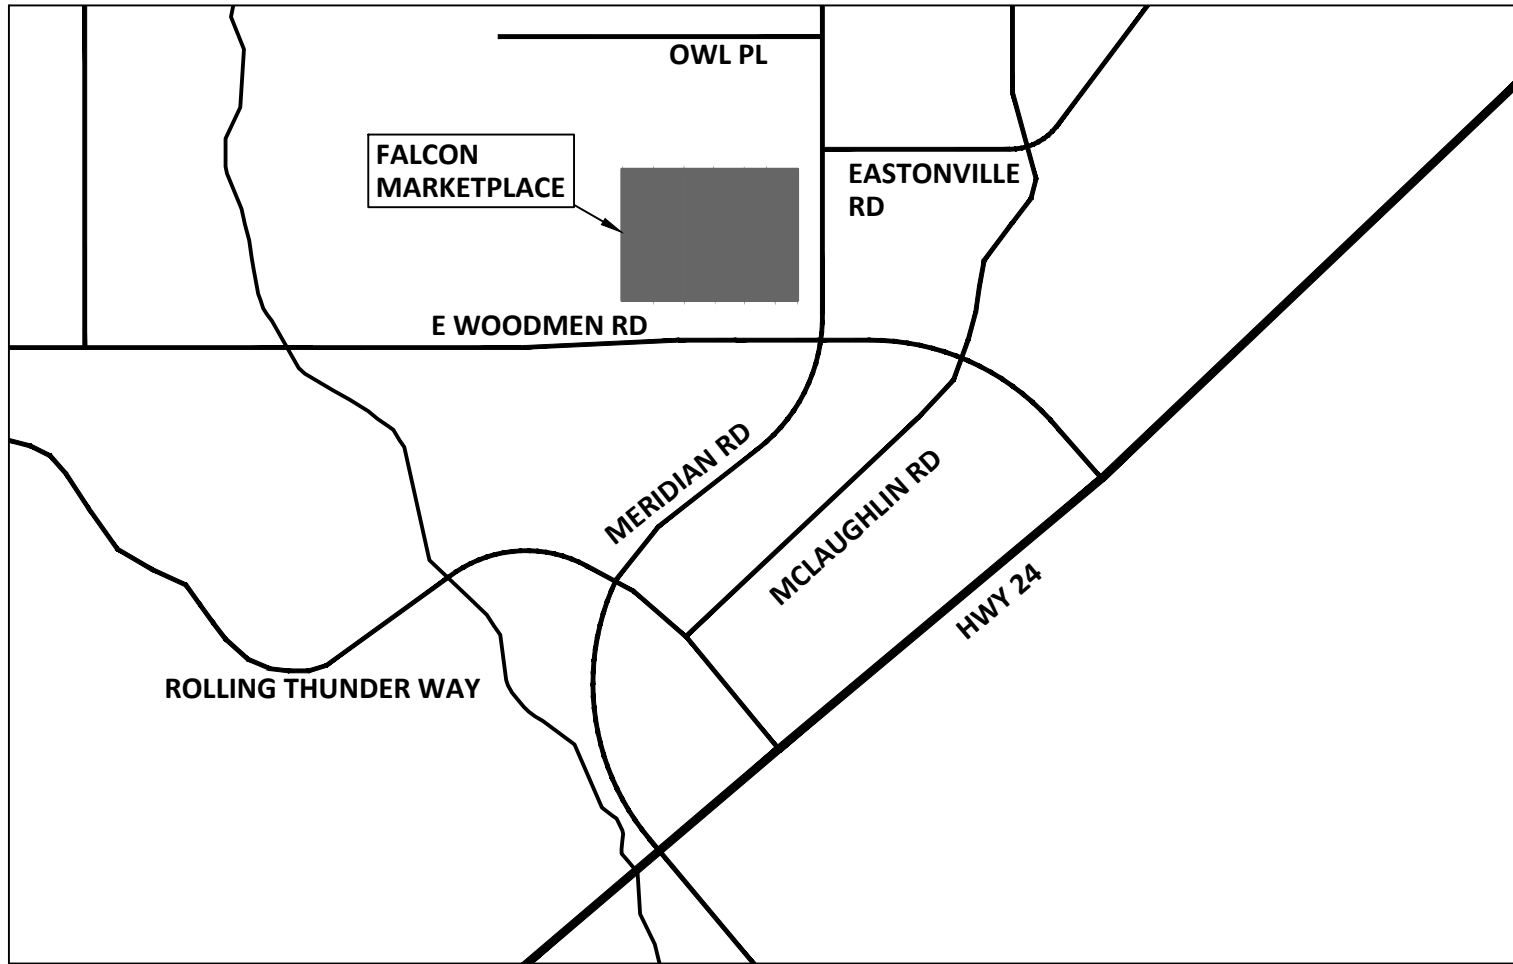 OWL PL
FALCON
MARKETPLACE
EASTONVILLE
RD
E WOODMEN RD
MERIDIAN RD
MCLAUGHLIN RD
HWY 24
ROLLING THUNDER WAY